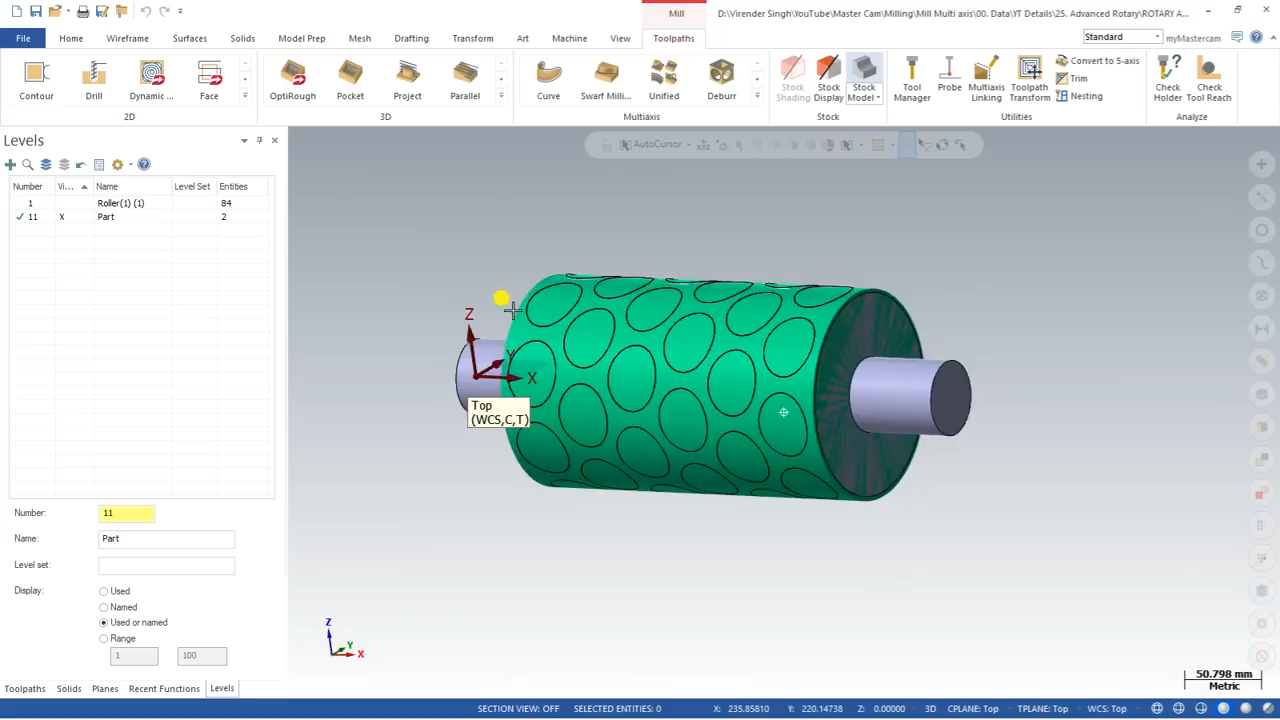 Mill
D:\Virender Singh\YouTube\Master Cam\Milling\Mill Multi axis\00. Data\YT Details\25. Advanced Rotary\ROTARY A...
File
Home
Wireframe
Surfaces
Solids
Model Prep
Mesh
Drafting
Transform
Art
Machine
View
Toolpaths
Standard
myMastercam
Contour
Drill
Dynamic ...
Face
2D
OptiRough
Pocket
Project
Parallel
3D
Curve
Swarf Milli...
Unified
Deburr
Multiaxis
Stock Shading
Stock Display
Stock Model
Stock
Tool Manager
Probe
Multiaxis Linking
Toolpath Transform
Convert to 5-axis
Trim
Nesting
Utilities
Check Holder
Check Tool Reach
Analyze
Levels
Number Vi... Name Level Set Entities
1 Roller(1) (1) 84
11 X Part 2
Number: 11
Name: Part
Level set:
Display:
Used
Named
Used or named
Range
1 100
Toolpaths
Solids
Planes
Recent Functions
Levels
AutoCursor
Z
Y
X
Top
(WCS,C,T)
Z
Y
X
50.798 mm
Metric
SECTION VIEW: OFF
SELECTED ENTITIES: 0
X: 235.85810
Y: 220.14738
Z: 0.00000
3D
CPLANE: Top
TPLANE: Top
WCS: Top